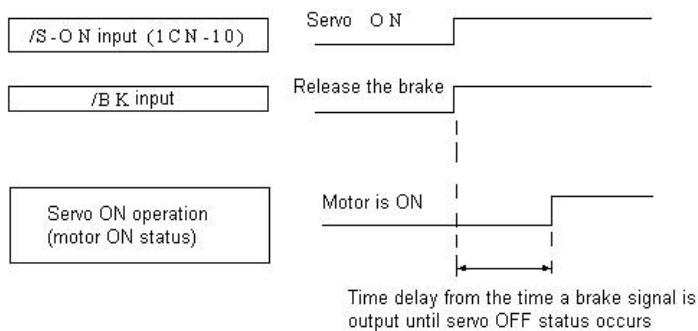 /S-ON input (1CN-10)
Servo ON
/BK input
Release the brake
Servo ON operation
(motor ON status)
Motor is ON
Time delay from the time a brake signal is
output until servo OFF status occurs